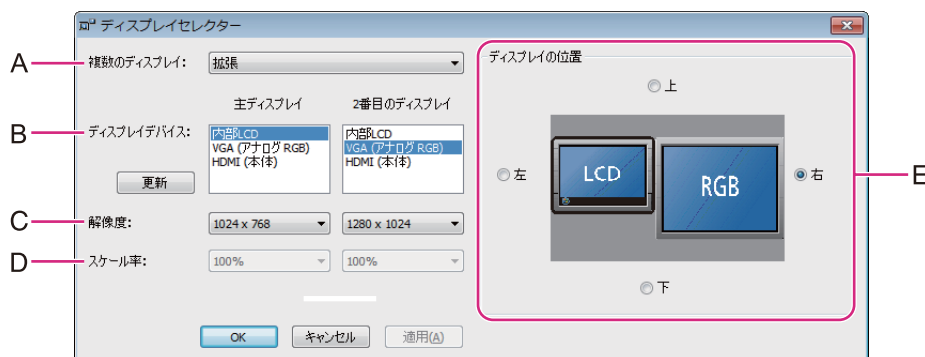 ディスプレイセレクター
A
複数のディスプレイ:
拡張
主ディスプレイ
2番目のディスプレイ
B
ディスプレイデバイス:
内部LCD
VGA (アナログ RGB)
HDMI (本体)
内部LCD
VGA (アナログ RGB)
HDMI (本体)
更新
C
解像度:
1024 x 768
1280 x 1024
D
スケール率:
100%
100%
OK
キャンセル
適用(A)
ディスプレイの位置
上
左
LCD
RGB
右
下
E